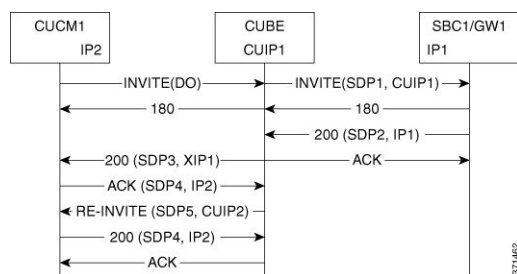 CUCM1
IP2
CUBE
CUIP1
SBC1/GW1
IP1
INVITE(DO)
INVITE(SDP1, CUIP1)
180
180
200 (SDP2, IP1)
200 (SDP3, XIP1)
ACK
ACK (SDP4, IP2)
RE-INVITE (SDP5, CUIP2)
200 (SDP4, IP2)
ACK
371462